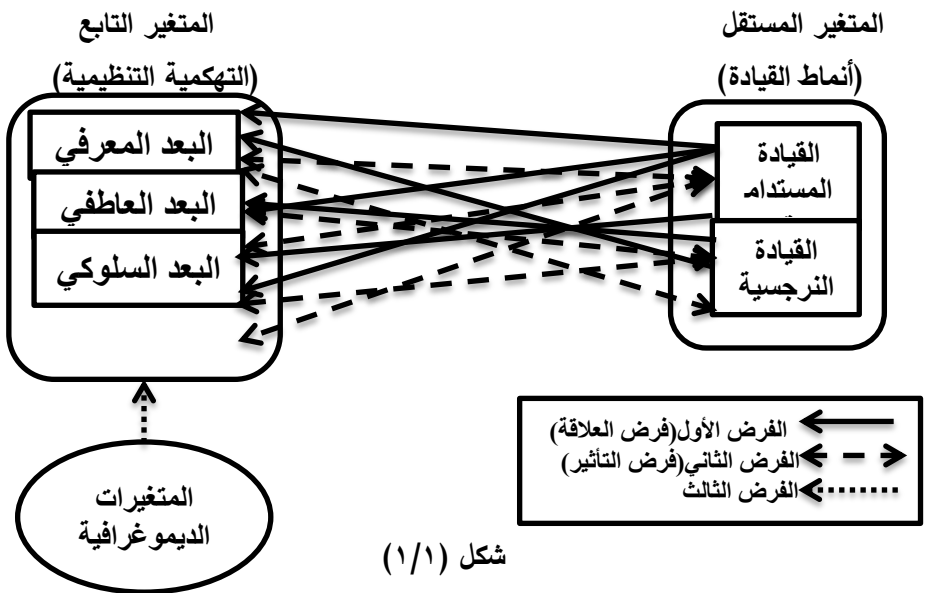 المتغير المستقل
(أنماط القيادة)
القيادة
المستدام
القيادة
النرجسية
المتغير التابع
(التهكمية التنظيمية)
البعد المعرفي
البعد العاطفي
البعد السلوكي
المتغيرات
الديموغرافية
الفرض الأول(فرض العلاقة)
الفرض الثاني(فرض التأثير)
الفرض الثالث
شكل (١/١)